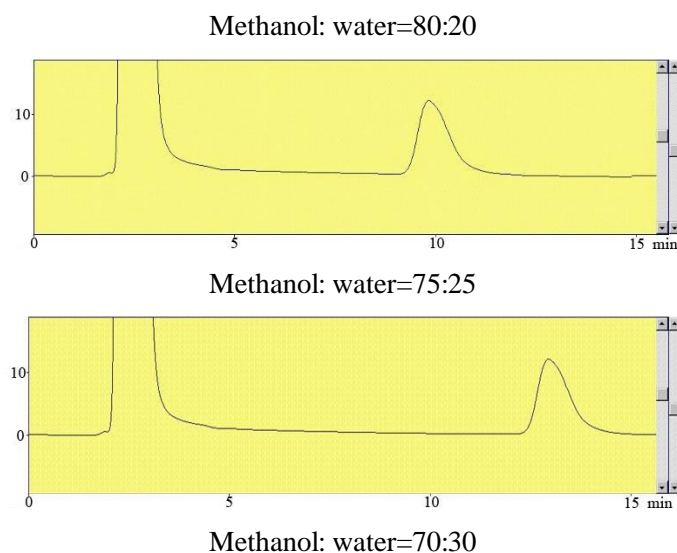 Methanol: water=80:20
10
0
0 5 10 15 min
Methanol: water=75:25
10
0
0 5 10 15 min
Methanol: water=70:30